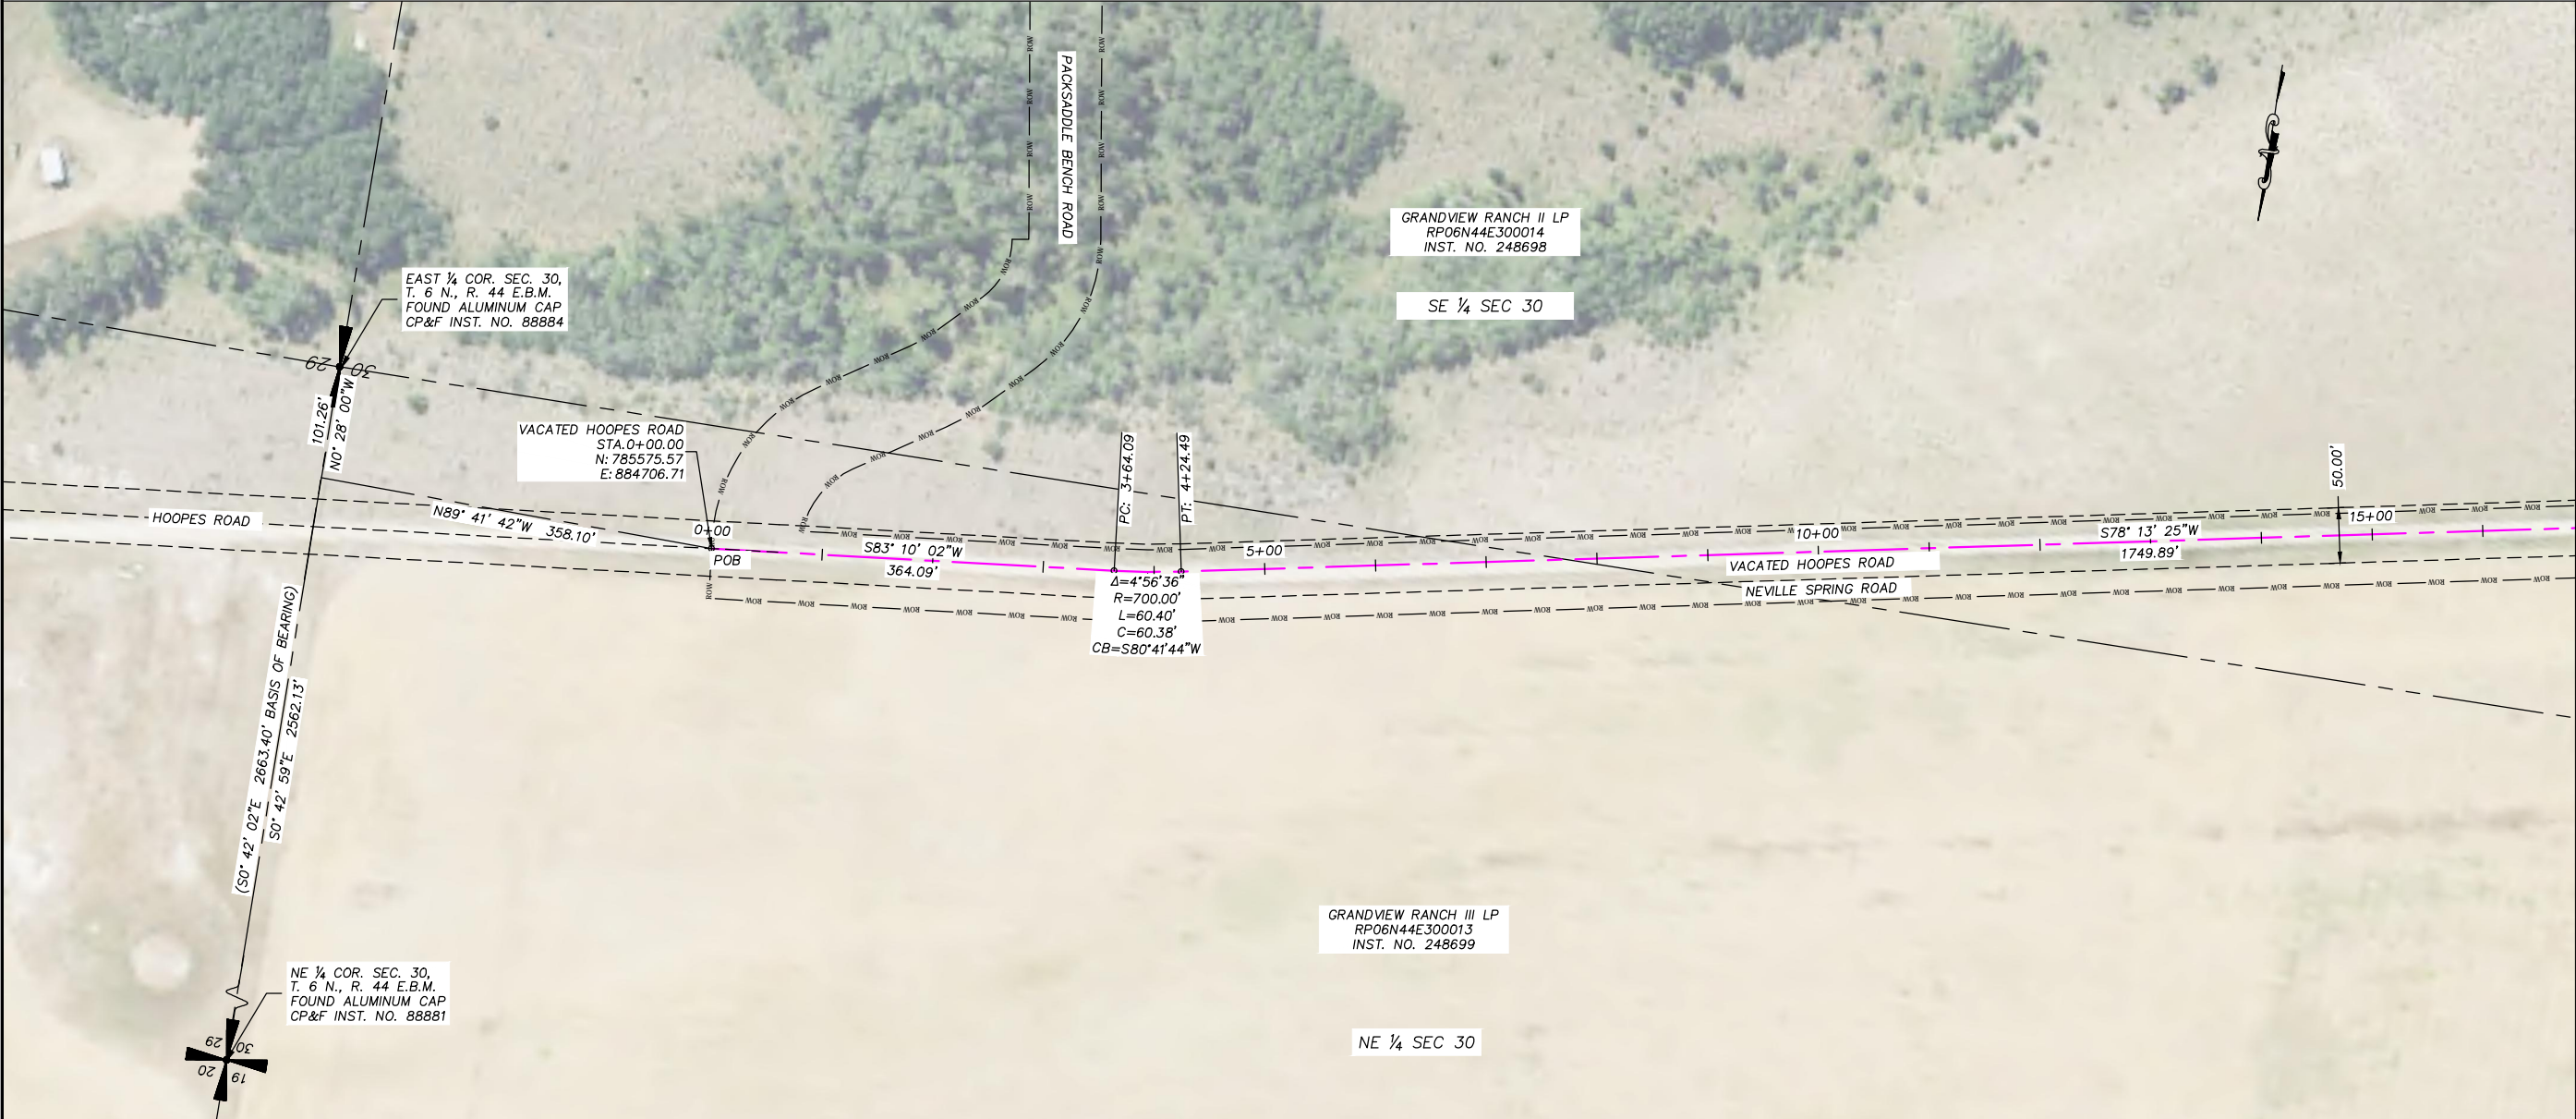 PACKSADDLE BENCH ROAD
GRANDVIEW RANCH II LP
RP06N44E300014
INST. NO. 248698
SE ¼ SEC 30
EAST ¼ COR. SEC. 30,
T. 6 N., R. 44 E.B.M.
FOUND ALUMINUM CAP
CP&F INST. NO. 88884
29
30
101.26'
N0° 28' 00"W
VACATED HOOPES ROAD
STA.0+00.00
N: 785575.57
E: 884706.71
HOOPES ROAD
N89° 41' 42"W 358.10'
0+00
POB
S83° 10' 02"W
364.09'
PC: 3+64.09
PT: 4+24.49
Δ=4°56'36"
R=700.00'
L=60.40'
C=60.38'
CB=S80°41'44"W
5+00
10+00
VACATED HOOPES ROAD
NEVILLE SPRING ROAD
S78° 13' 25"W
1749.89'
50.00'
15+00
ROW
(S0° 42' 02"E 2663.40' BASIS OF BEARING)
S0° 42' 59"E 2562.13'
GRANDVIEW RANCH III LP
RP06N44E300013
INST. NO. 248699
NE ¼ SEC 30
NE ¼ COR. SEC. 30,
T. 6 N., R. 44 E.B.M.
FOUND ALUMINUM CAP
CP&F INST. NO. 88881
29
30
20
19